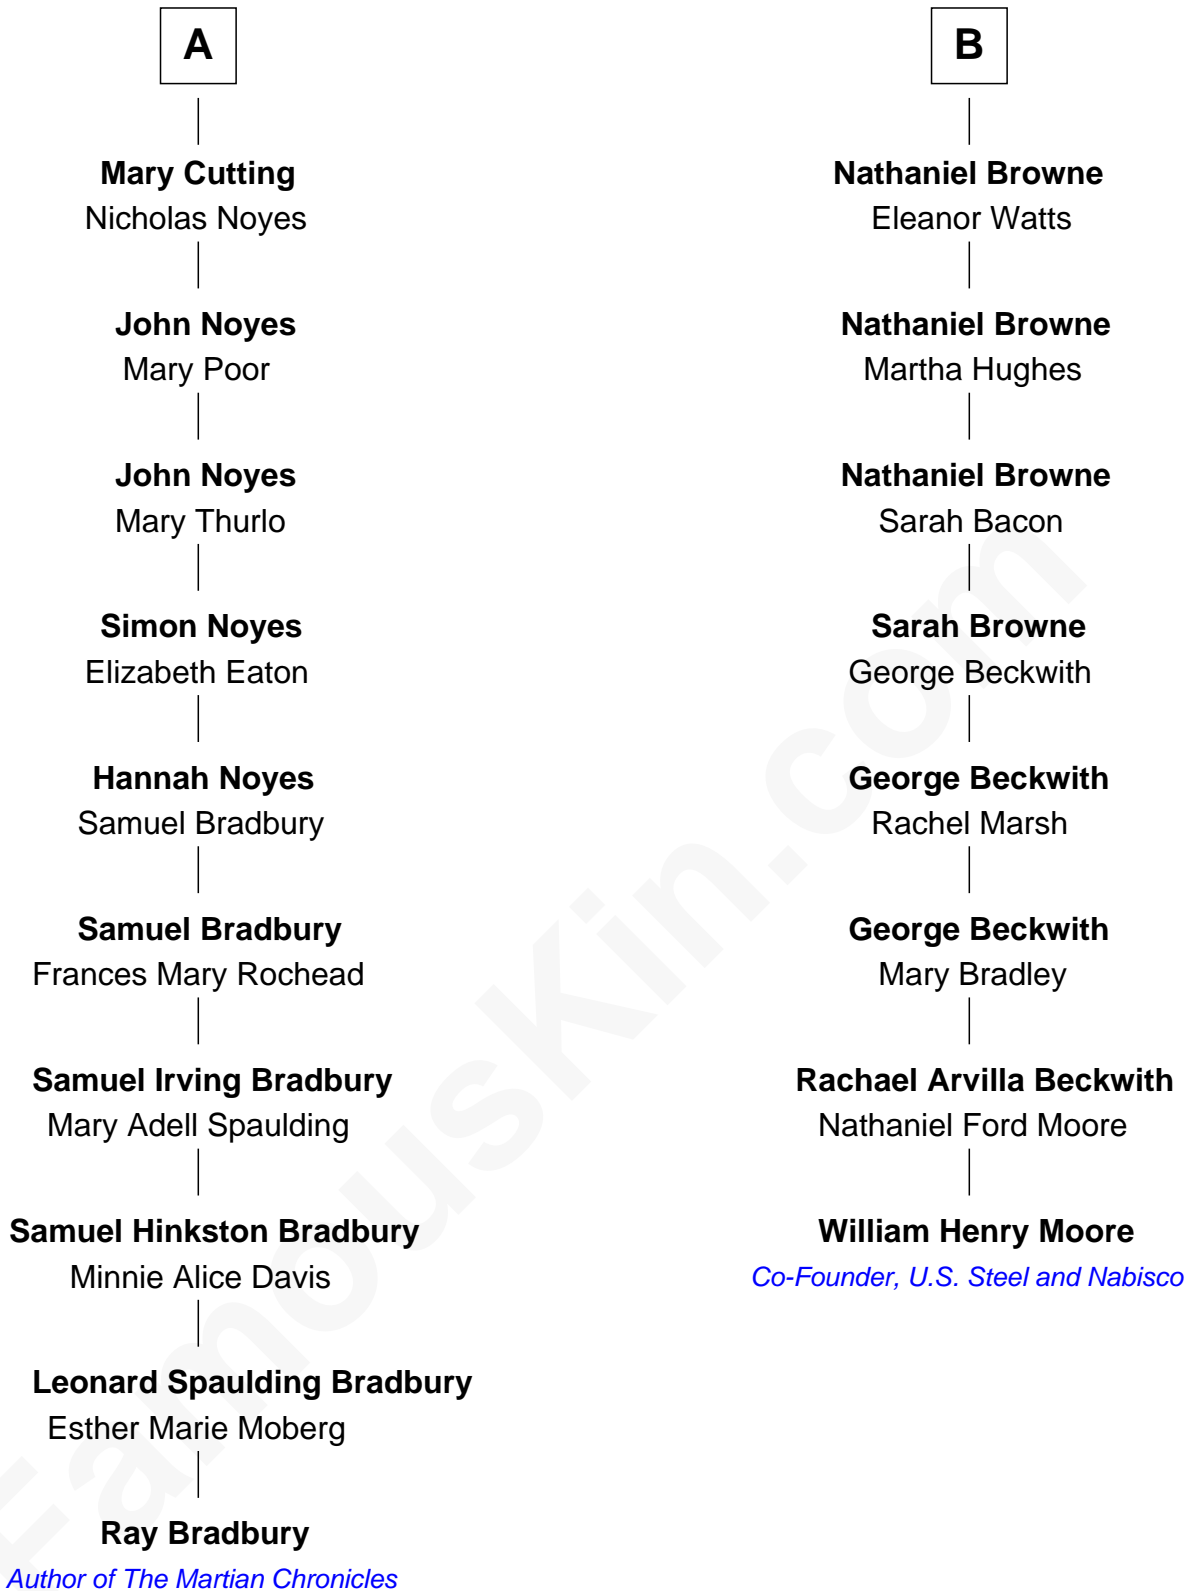 A
Mary Cutting
Nicholas Noyes
John Noyes
Mary Poor
John Noyes
Mary Thurlo
Simon Noyes
Elizabeth Eaton
Hannah Noyes
Samuel Bradbury
Samuel Bradbury
Frances Mary Rochead
Samuel Irving Bradbury
Mary Adell Spaulding
Samuel Hinkston Bradbury
Minnie Alice Davis
Leonard Spaulding Bradbury
Esther Marie Moberg
Ray Bradbury
Author of The Martian Chronicles
B
Nathaniel Browne
Eleanor Watts
Nathaniel Browne
Martha Hughes
Nathaniel Browne
Sarah Bacon
Sarah Browne
George Beckwith
George Beckwith
Rachel Marsh
George Beckwith
Mary Bradley
Rachael Arvilla Beckwith
Nathaniel Ford Moore
William Henry Moore
Co-Founder, U.S. Steel and Nabisco
FamousKin.com